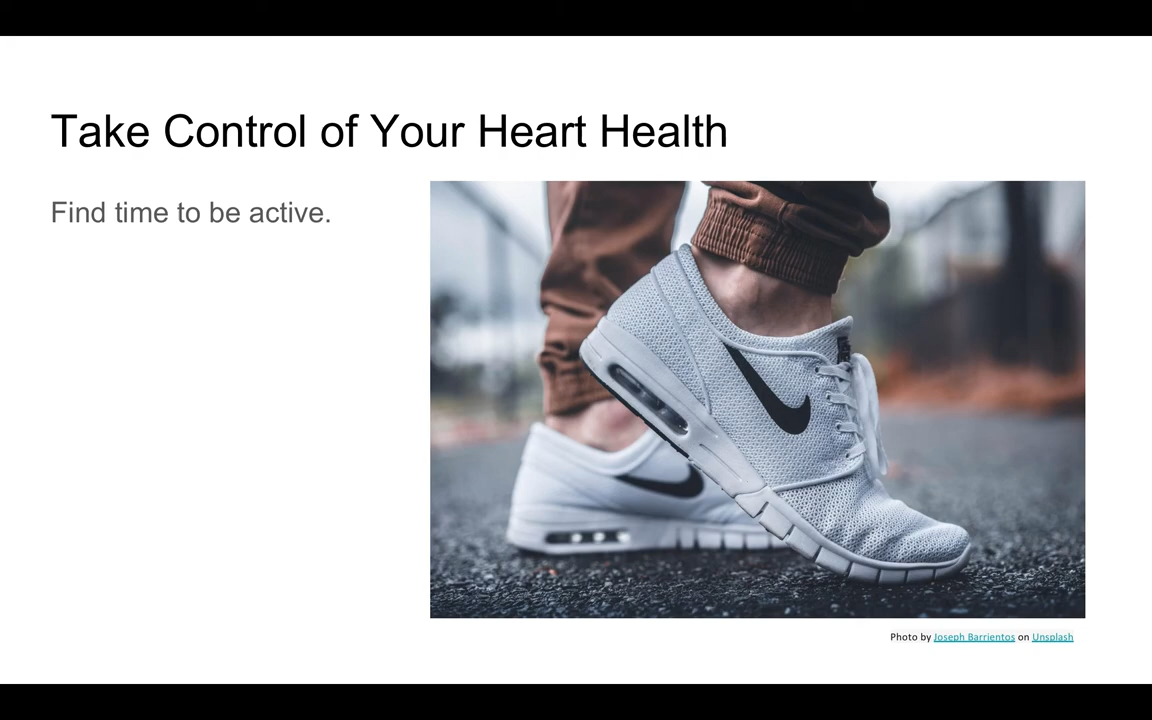 Take Control of Your Heart Health
Find time to be active.
Photo by Joseph Barrientos on Unsplash